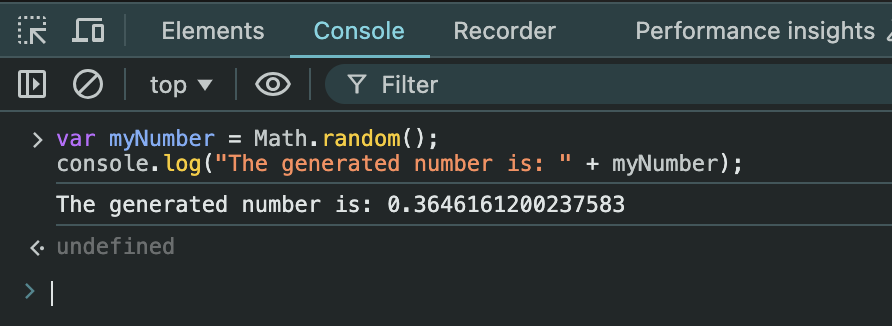 Elements Console Recorder Performance insights
top Filter
var myNumber = Math.random();
console.log("The generated number is: " + myNumber);
The generated number is: 0.3646161200237583
undefined